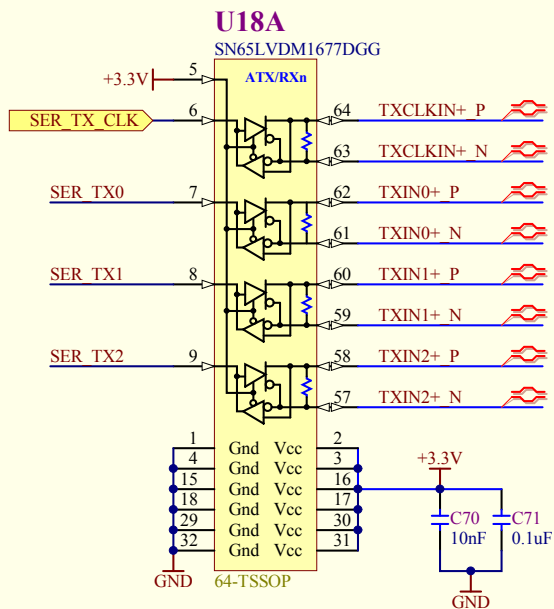 U18A
SN65LVDM1677DGG
+3.3V 5 ATX/RXn
SER_TX_CLK 6 64 TXCLKIN+_P
63 TXCLKIN+_N
SER_TX0 7 62 TXIN0+_P
61 TXIN0+_N
SER_TX1 8 60 TXIN1+_P
59 TXIN1+_N
SER_TX2 9 58 TXIN2+_P
57 TXIN2+_N
1 Gnd Vcc 2
4 Gnd Vcc 3
15 Gnd Vcc 16
18 Gnd Vcc 17
29 Gnd Vcc 30
32 Gnd Vcc 31
+3.3V
C70 C71
10nF 0.1uF
GND 64-TSSOP
GND